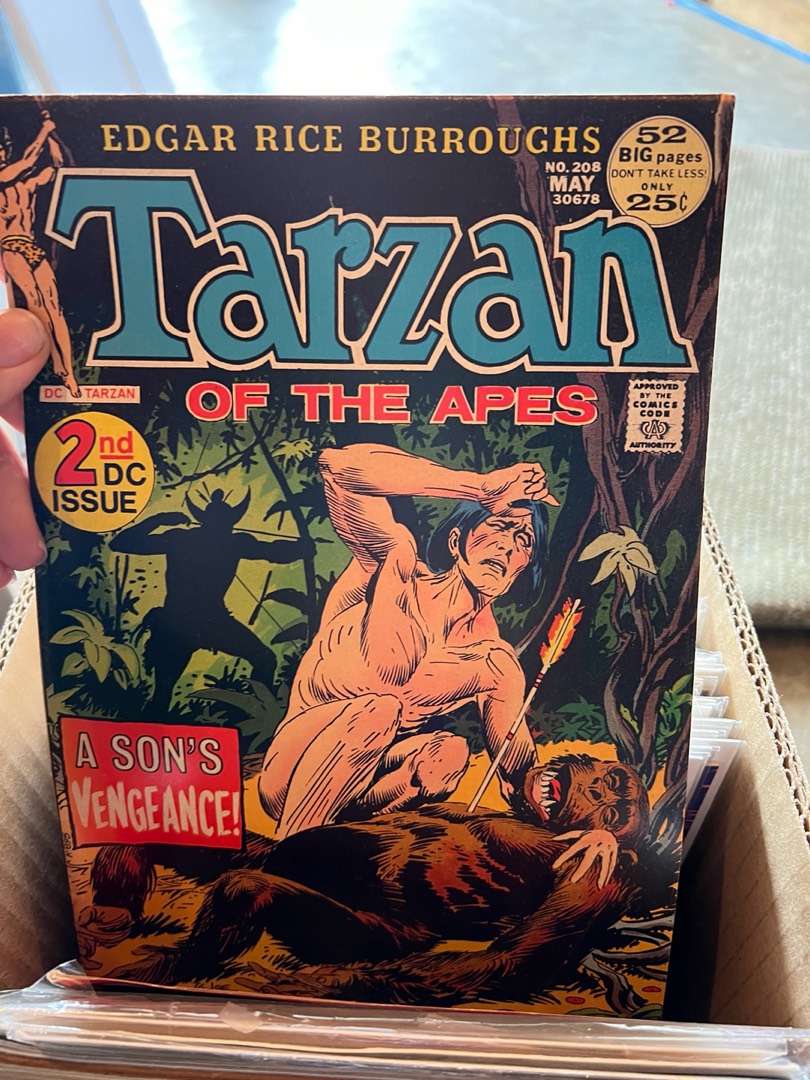 EDGAR RICE BURROUGHS
52
BIG pages
DON'T TAKE LESS!
ONLY
25¢
NO. 208
MAY
30678
Tarzan
DC TARZAN
OF THE APES
APPROVED
BY THE
COMICS
CODE
CA
AUTHORITY
2nd
DC
ISSUE
A SON'S
VENGEANCE!